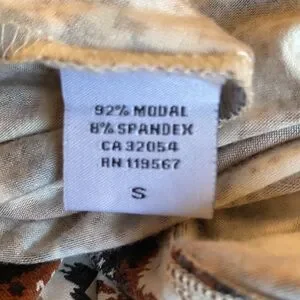 92% MODAL
8% SPANDEX
CA 32054
RN 119567
S